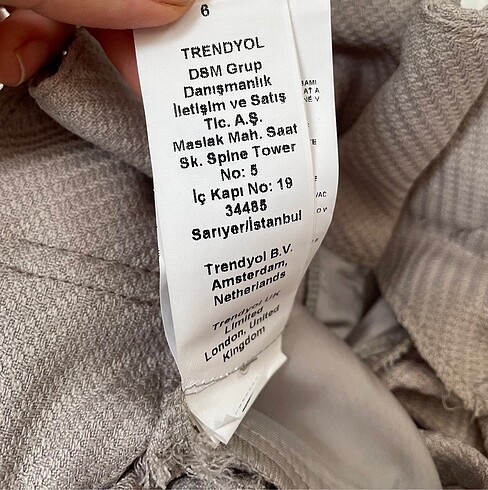 6
TRENDYOL
DSM Grup
Danışmanlık
İletişim ve Satış
Tic. A.Ş.
Maslak Mah. Saat
Sk. Spine Tower
No: 5
İç Kapı No: 19
34485
Sarıyer/İstanbul
Trendyol B.V.
Amsterdam,
Netherlands
Trendyol UK
Limited
London, United
Kingdom